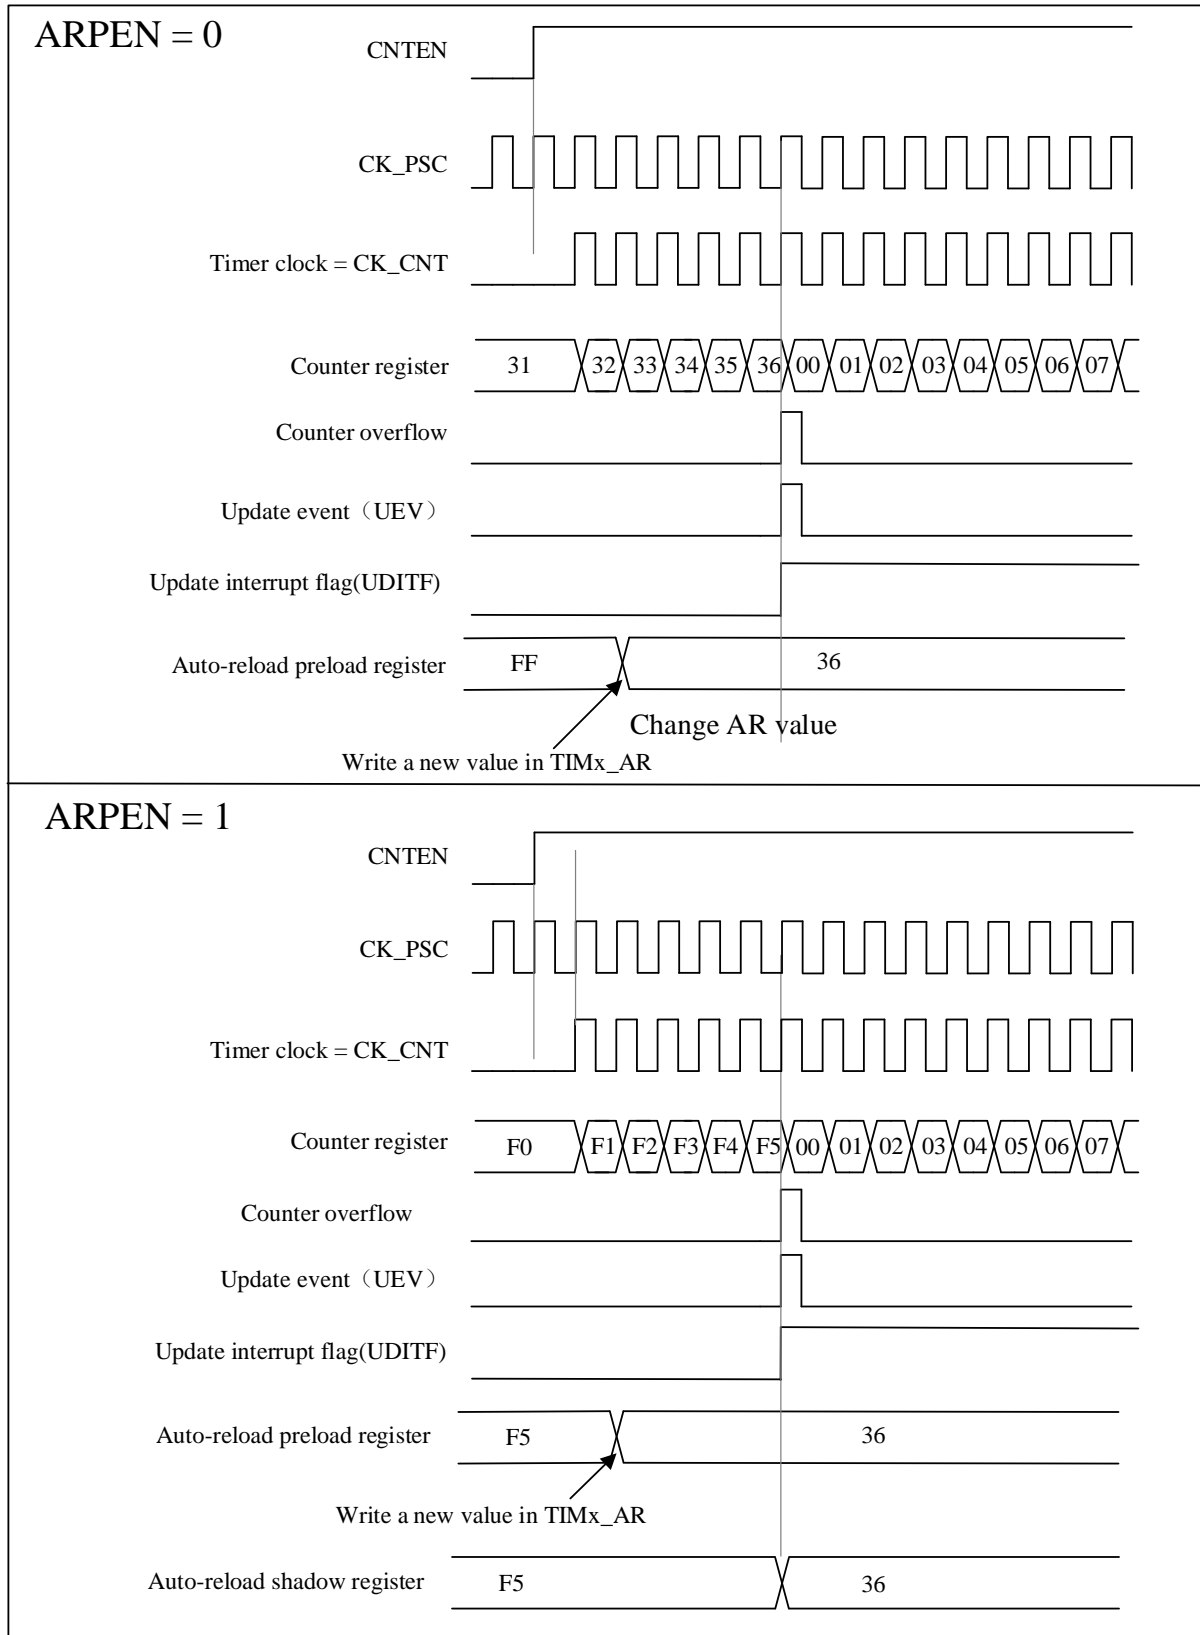 ARPEN = 0
CNTEN
CK_PSC
Timer clock = CK_CNT
Counter register 31 32 33 34 35 36 00 01 02 03 04 05 06 07
Counter overflow
Update event（UEV）
Update interrupt flag(UDITF)
Auto-reload preload register FF 36
Change AR value
Write a new value in TIMx_AR
ARPEN = 1
CNTEN
CK_PSC
Timer clock = CK_CNT
Counter register F0 F1 F2 F3 F4 F5 00 01 02 03 04 05 06 07
Counter overflow
Update event（UEV）
Update interrupt flag(UDITF)
Auto-reload preload register F5 36
Write a new value in TIMx_AR
Auto-reload shadow register F5 36